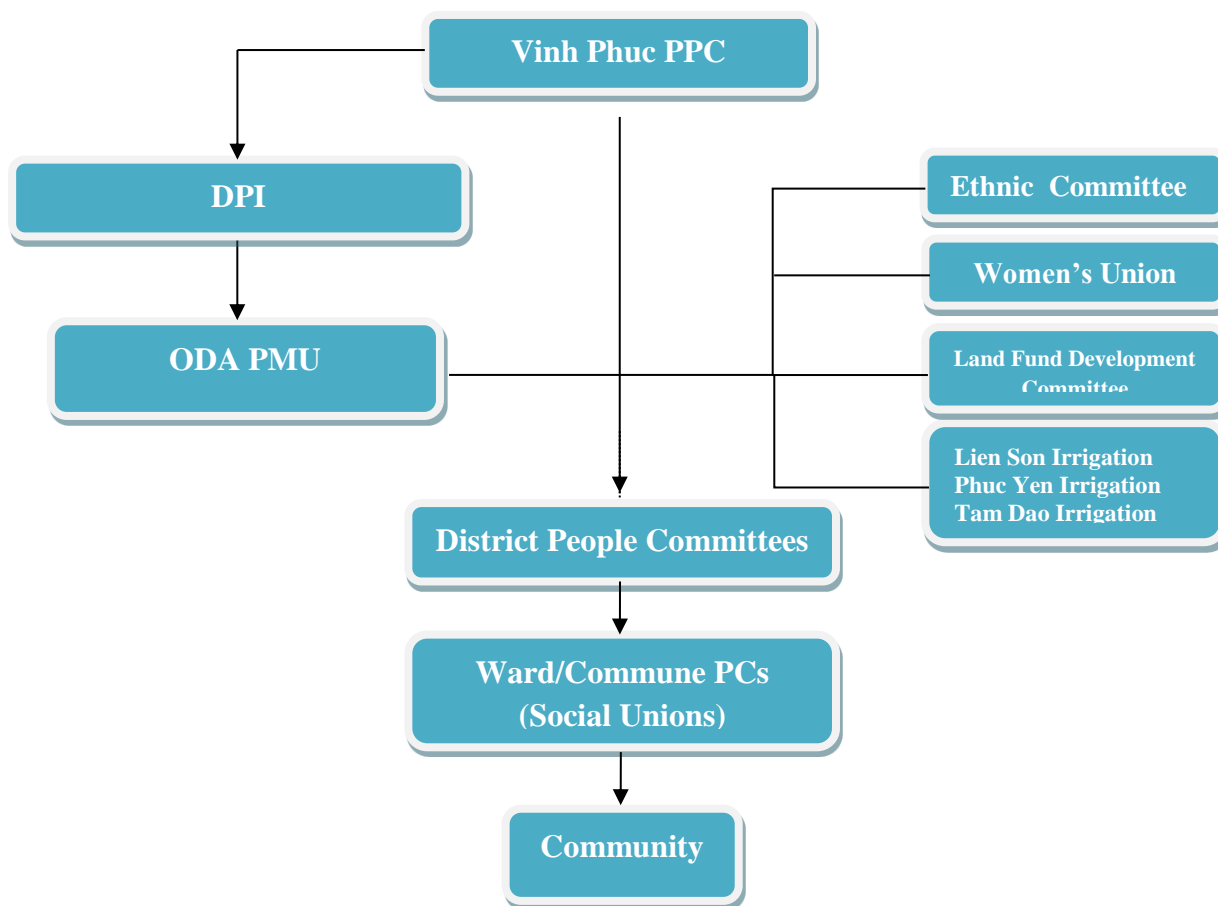 Vinh Phuc PPC
DPI
ODA PMU
Ethnic Committee
Women's Union
Land Fund Development
Committee
Lien Son Irrigation
Phuc Yen Irrigation
Tam Dao Irrigation
District People Committees
Ward/Commune PCs
(Social Unions)
Community